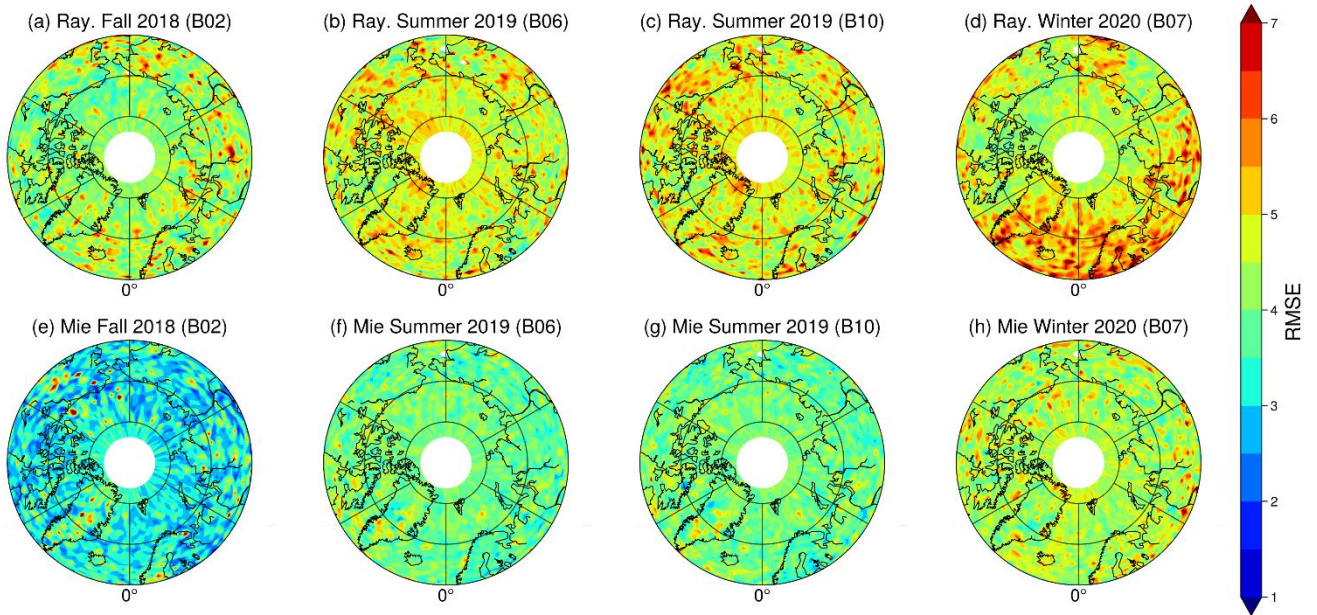 (a) Ray. Fall 2018 (B02)
(b) Ray. Summer 2019 (B06)
(c) Ray. Summer 2019 (B10)
(d) Ray. Winter 2020 (B07)
0°
0°
0°
0°
(e) Mie Fall 2018 (B02)
(f) Mie Summer 2019 (B06)
(g) Mie Summer 2019 (B10)
(h) Mie Winter 2020 (B07)
0°
0°
0°
0°
7
6
5
4
3
2
1
RMSE